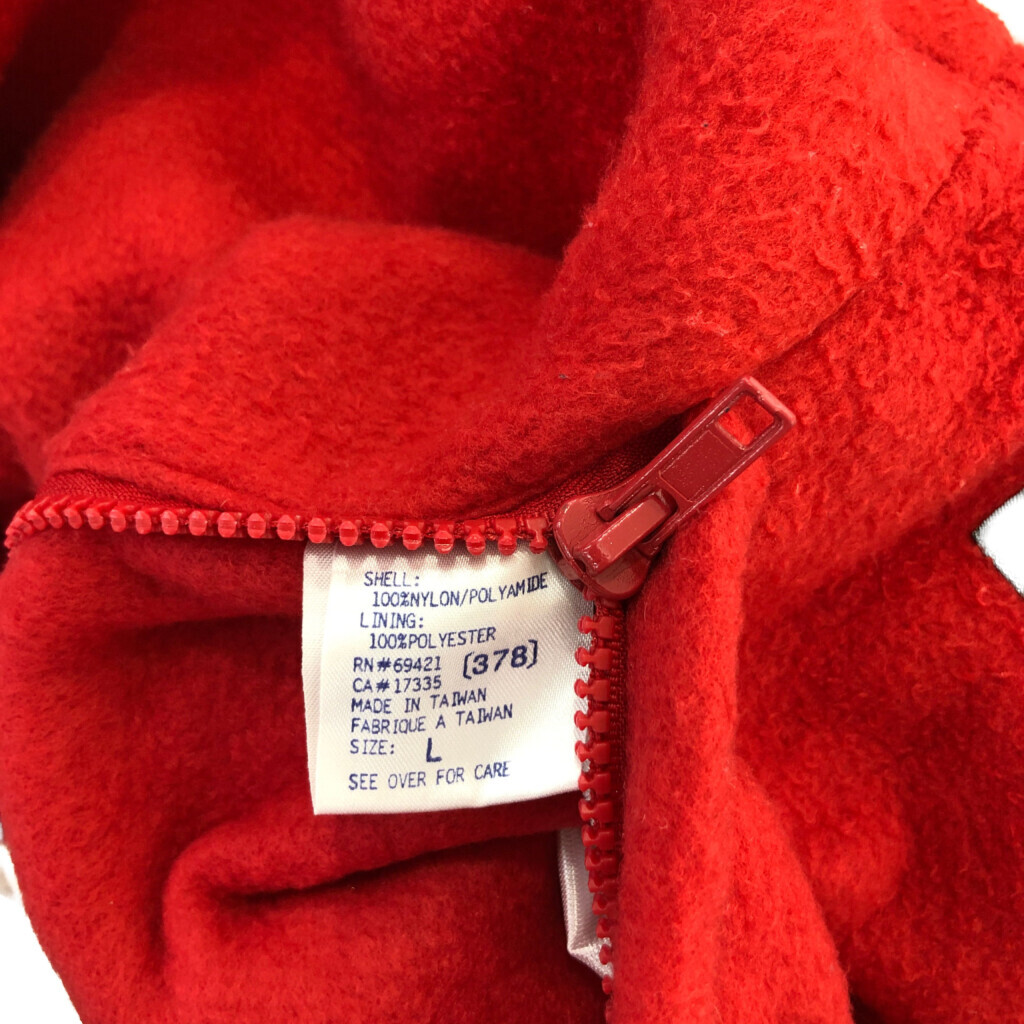 SHELL:
100%NYLON/POLYAMIDE
LINING:
100%POLYESTER
RN#69421 (378)
CA#17335
MADE IN TAIWAN
FABRIQUE A TAIWAN
SIZE: L
SEE OVER FOR CARE